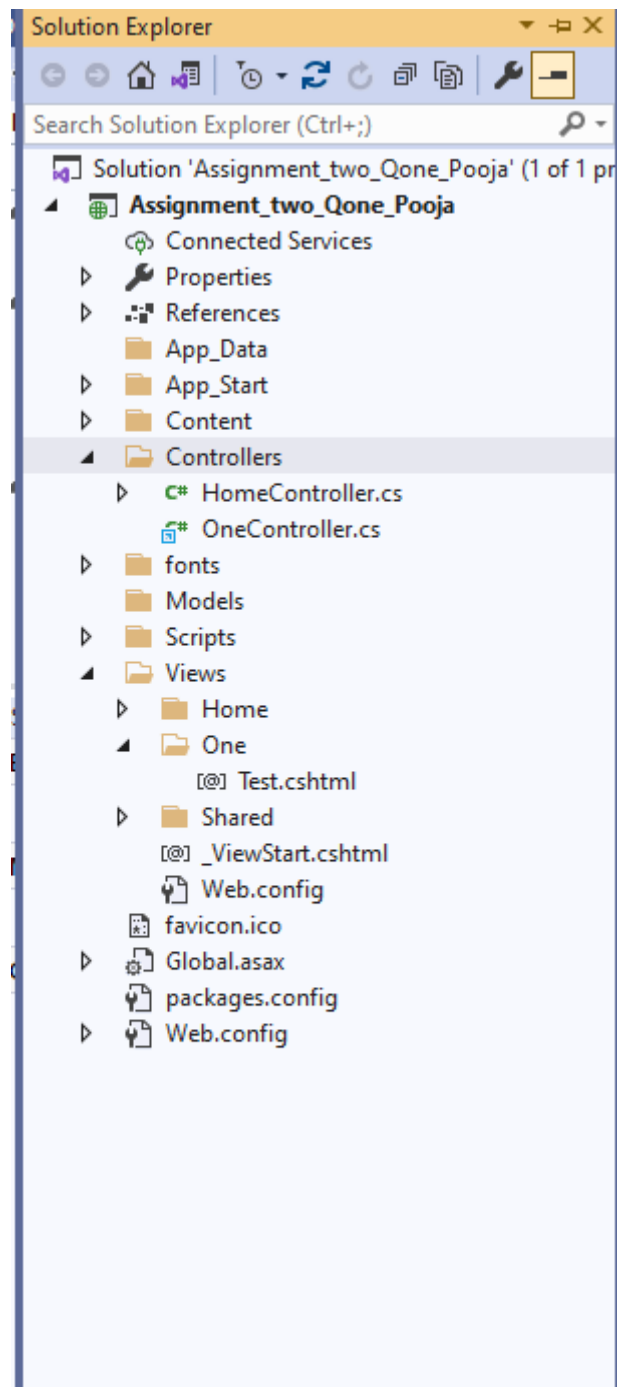 Solution Explorer
Search Solution Explorer (Ctrl+;)
Solution 'Assignment_two_Qone_Pooja' (1 of 1 pr
Assignment_two_Qone_Pooja
Connected Services
Properties
References
App_Data
App_Start
Content
Controllers
C# HomeController.cs
C# OneController.cs
fonts
Models
Scripts
Views
Home
One
[@] Test.cshtml
Shared
[@] _ViewStart.cshtml
Web.config
favicon.ico
Global.asax
packages.config
Web.config